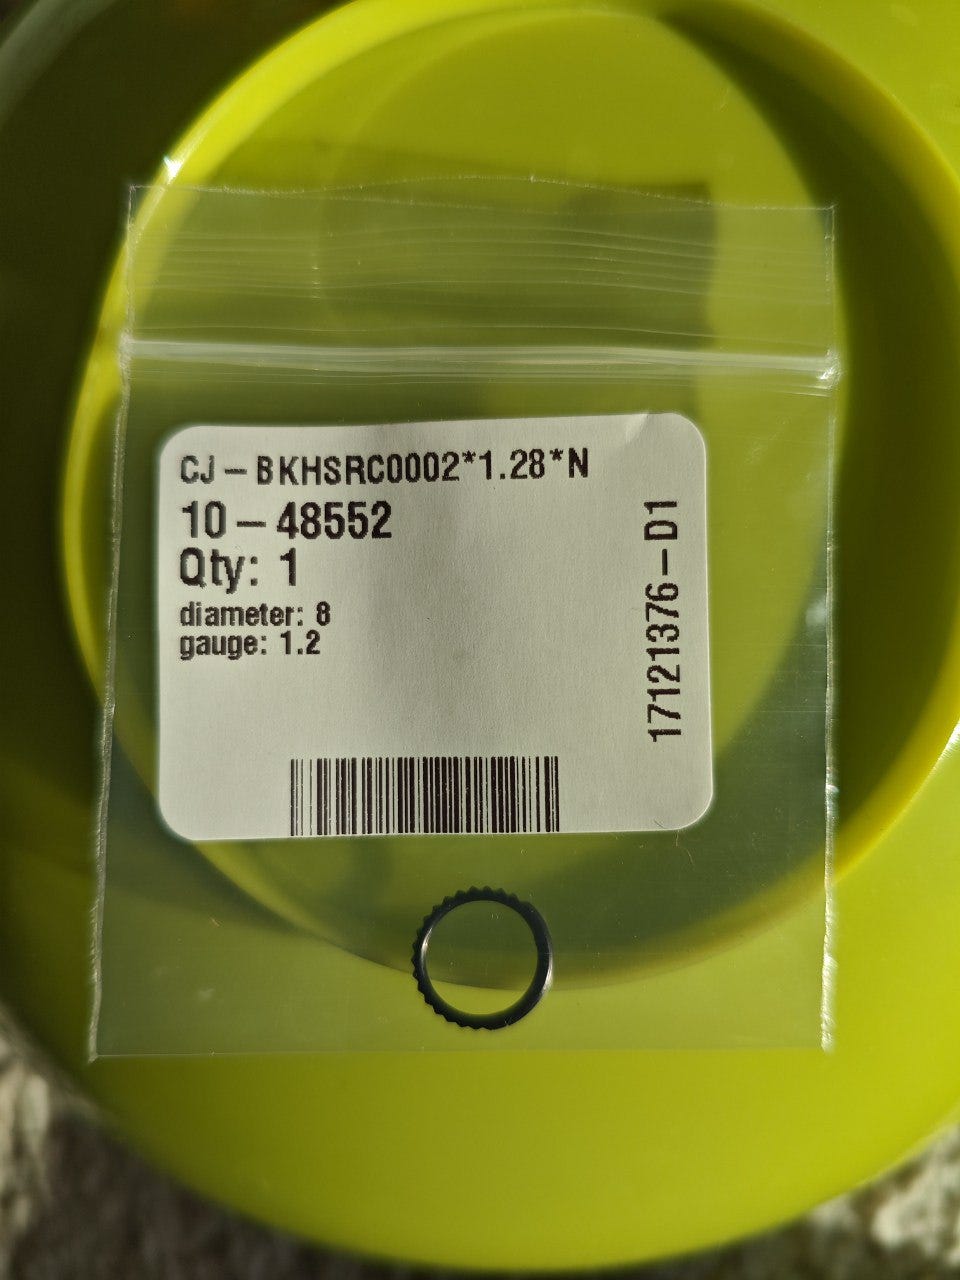 CJ-BKHSRC0002*1.28*N
10-48552
Qty: 1
diameter: 8
gauge: 1.2
17121376-D1